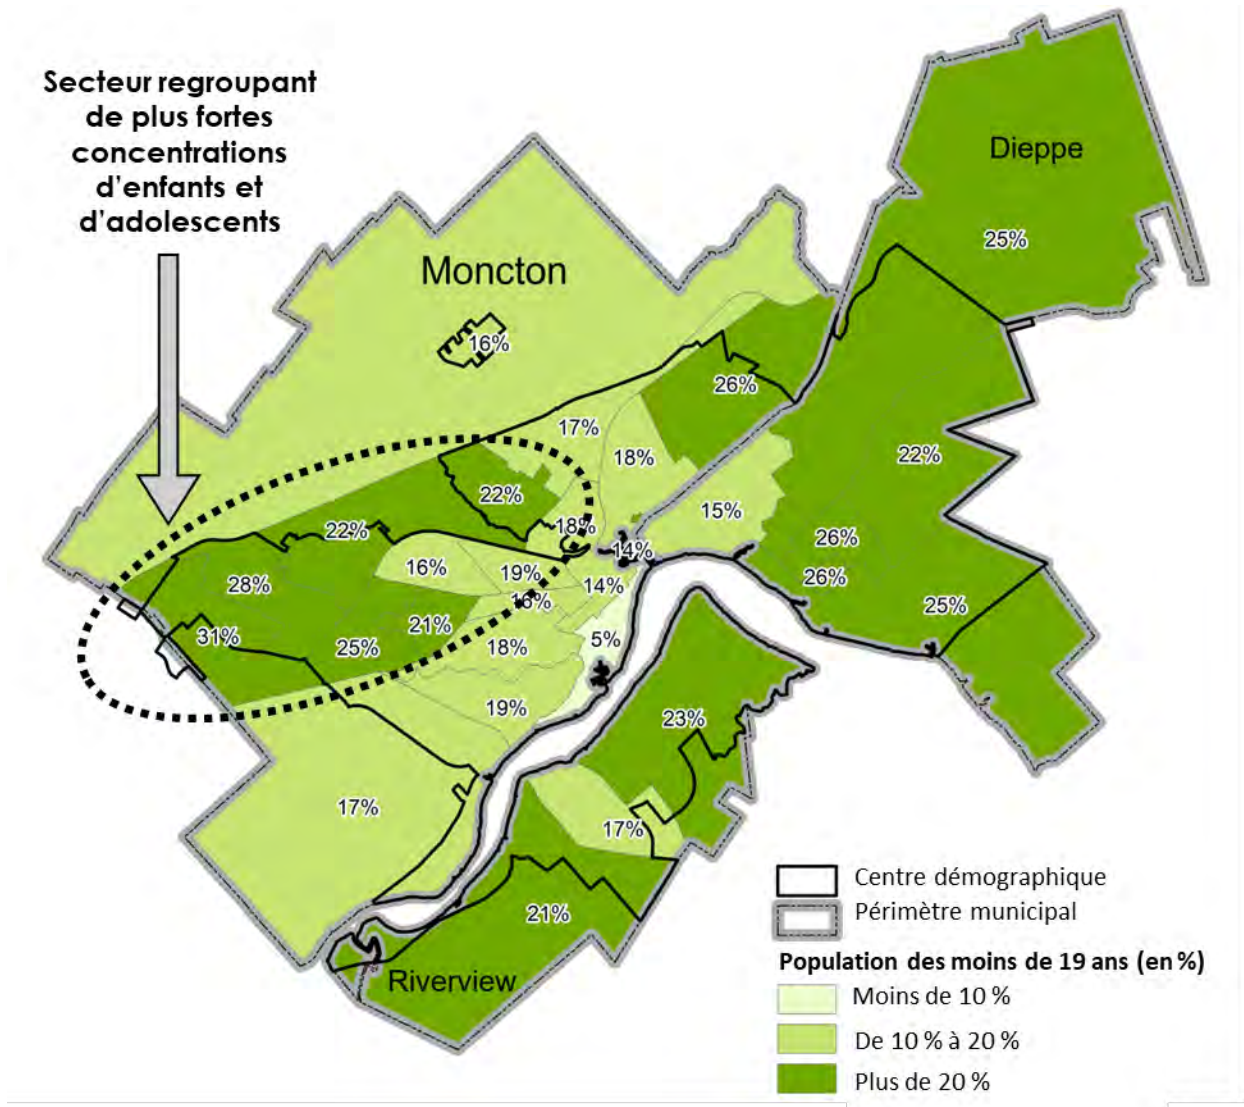 Secteur regroupant
de plus fortes
concentrations
d'enfants et
d'adolescents
Dieppe
25%
Moncton
16%
26%
17%
18%
22%
22%
15%
22%
18%
14%
26%
16%
19%
14%
26%
28%
16%
25%
31%
21%
5%
25%
18%
19%
23%
17%
17%
21%
Riverview
Centre démographique
Périmètre municipal
Population des moins de 19 ans (en %)
Moins de 10 %
De 10 % à 20 %
Plus de 20 %